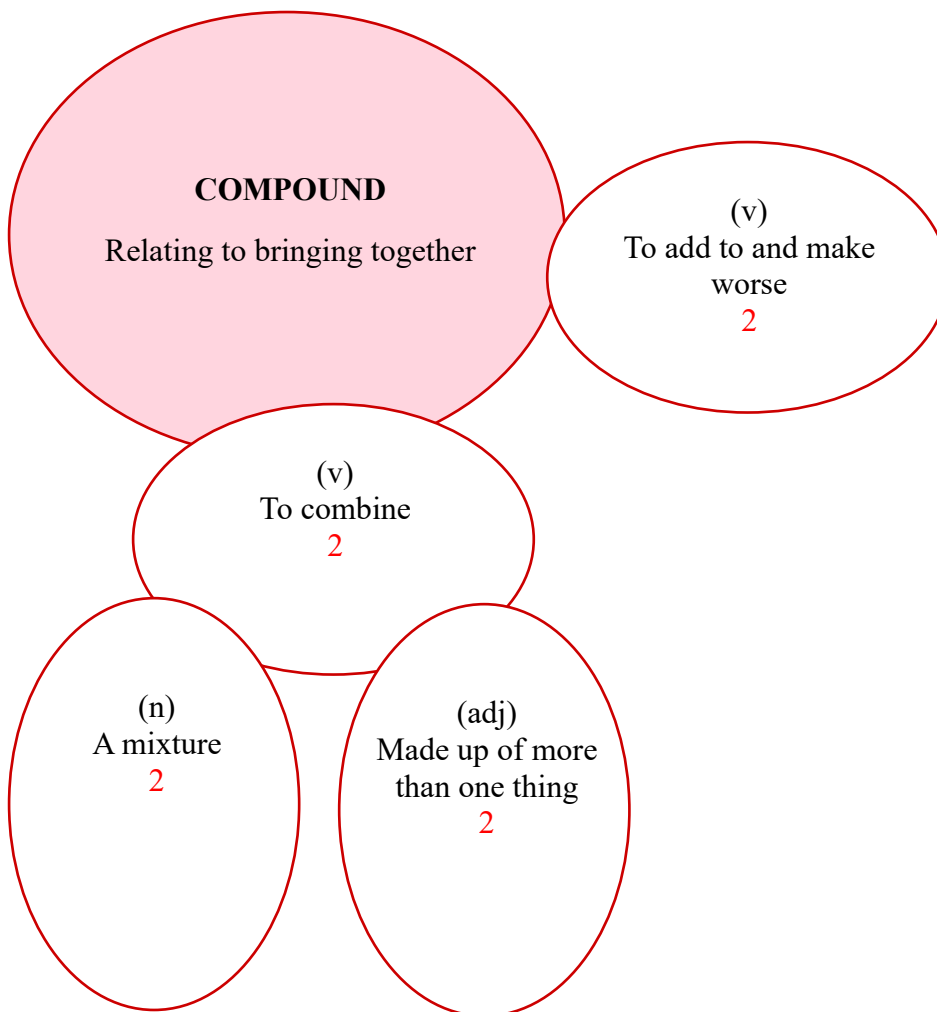 COMPOUND
Relating to bringing together
(v)
To add to and make
worse
2
(v)
To combine
2
(n)
A mixture
2
(adj)
Made up of more
than one thing
2